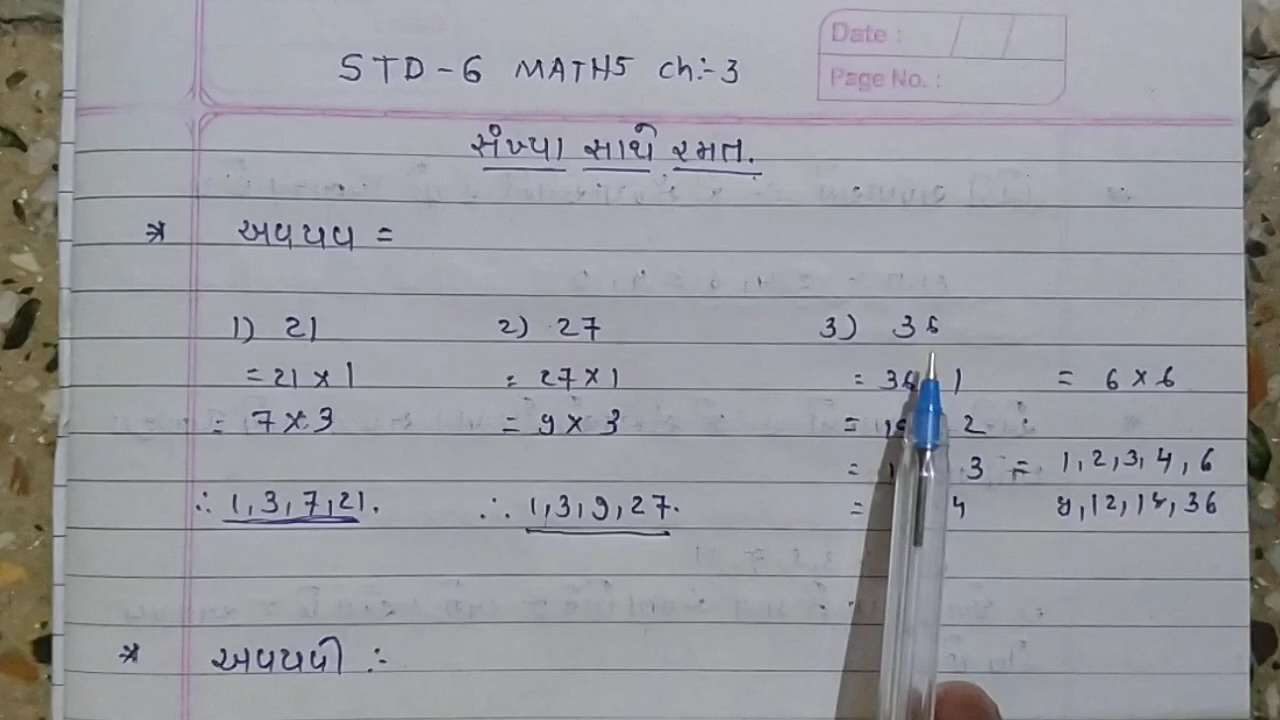 Date :
STD-6 MATHS Ch:-3
Page No. :
સંખ્યા સાથે રમત.
* અવયવ =
1) 21 2) 27 3) 36
= 21 × 1 = 27 × 1 = 36 1 = 6 × 6
= 7 × 3 = 9 × 3 = 2
= 3 = 1, 2, 3, 4, 6
∴ 1, 3, 7, 21. ∴ 1, 3, 9, 27. = 4 9, 12, 18, 36
* અવયવી :-